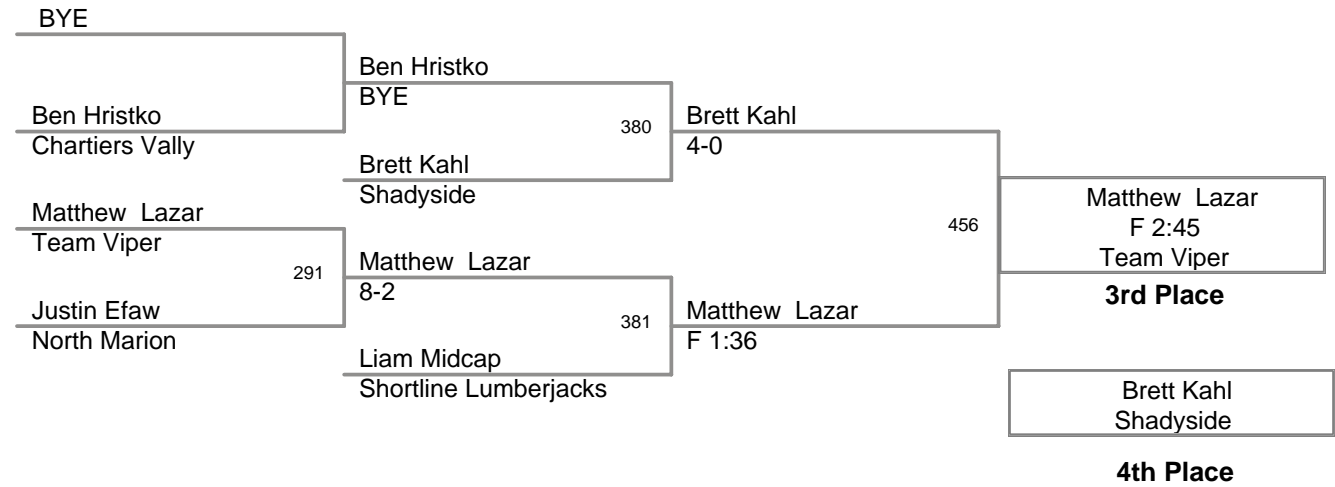 BYE
Ben Hristko
Chartiers Vally
Matthew Lazar
Team Viper
291
Justin Efaw
North Marion
Ben Hristko
BYE
380
Brett Kahl
Shadyside
Matthew Lazar
8-2
381
Liam Midcap
Shortline Lumberjacks
Brett Kahl
4-0
456
Matthew Lazar
F 1:36
Matthew Lazar
F 2:45
Team Viper
3rd Place
Brett Kahl
Shadyside
4th Place